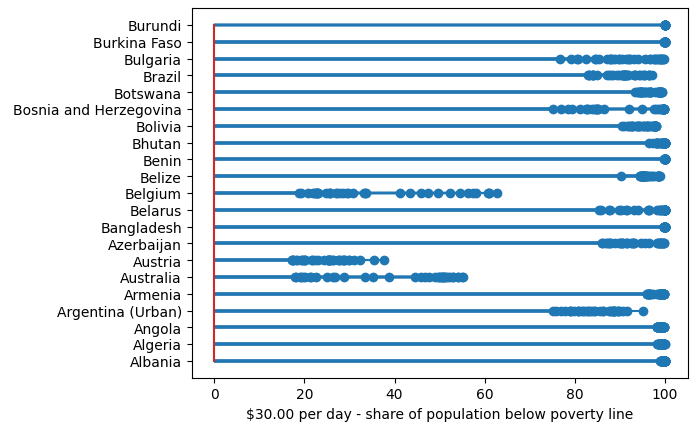 Burundi
Burkina Faso
Bulgaria
Brazil
Botswana
Bosnia and Herzegovina
Bolivia
Bhutan
Benin
Belize
Belgium
Belarus
Bangladesh
Azerbaijan
Austria
Australia
Armenia
Argentina (Urban)
Angola
Algeria
Albania
0 20 40 60 80 100
$30.00 per day - share of population below poverty line